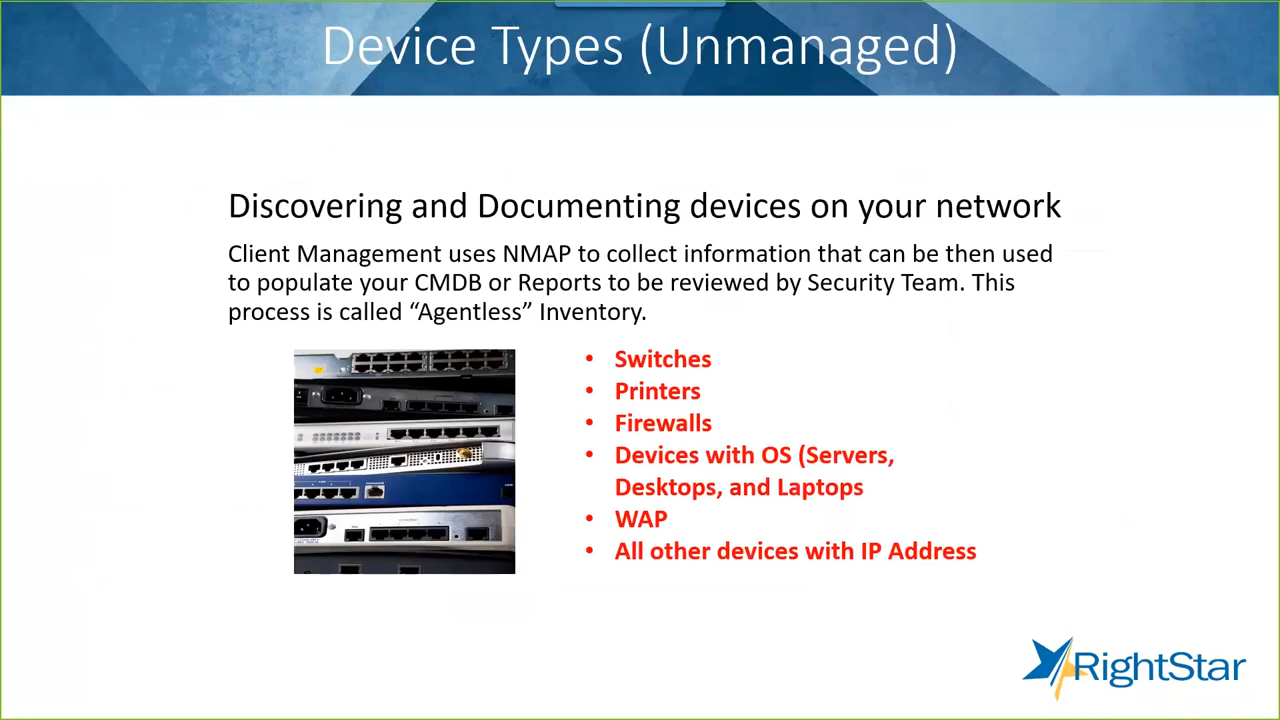 Device Types (Unmanaged)
Discovering and Documenting devices on your network
Client Management uses NMAP to collect information that can be then used
to populate your CMDB or Reports to be reviewed by Security Team. This
process is called “Agentless” Inventory.
• Switches
• Printers
• Firewalls
• Devices with OS (Servers,
Desktops, and Laptops
• WAP
• All other devices with IP Address
RightStar